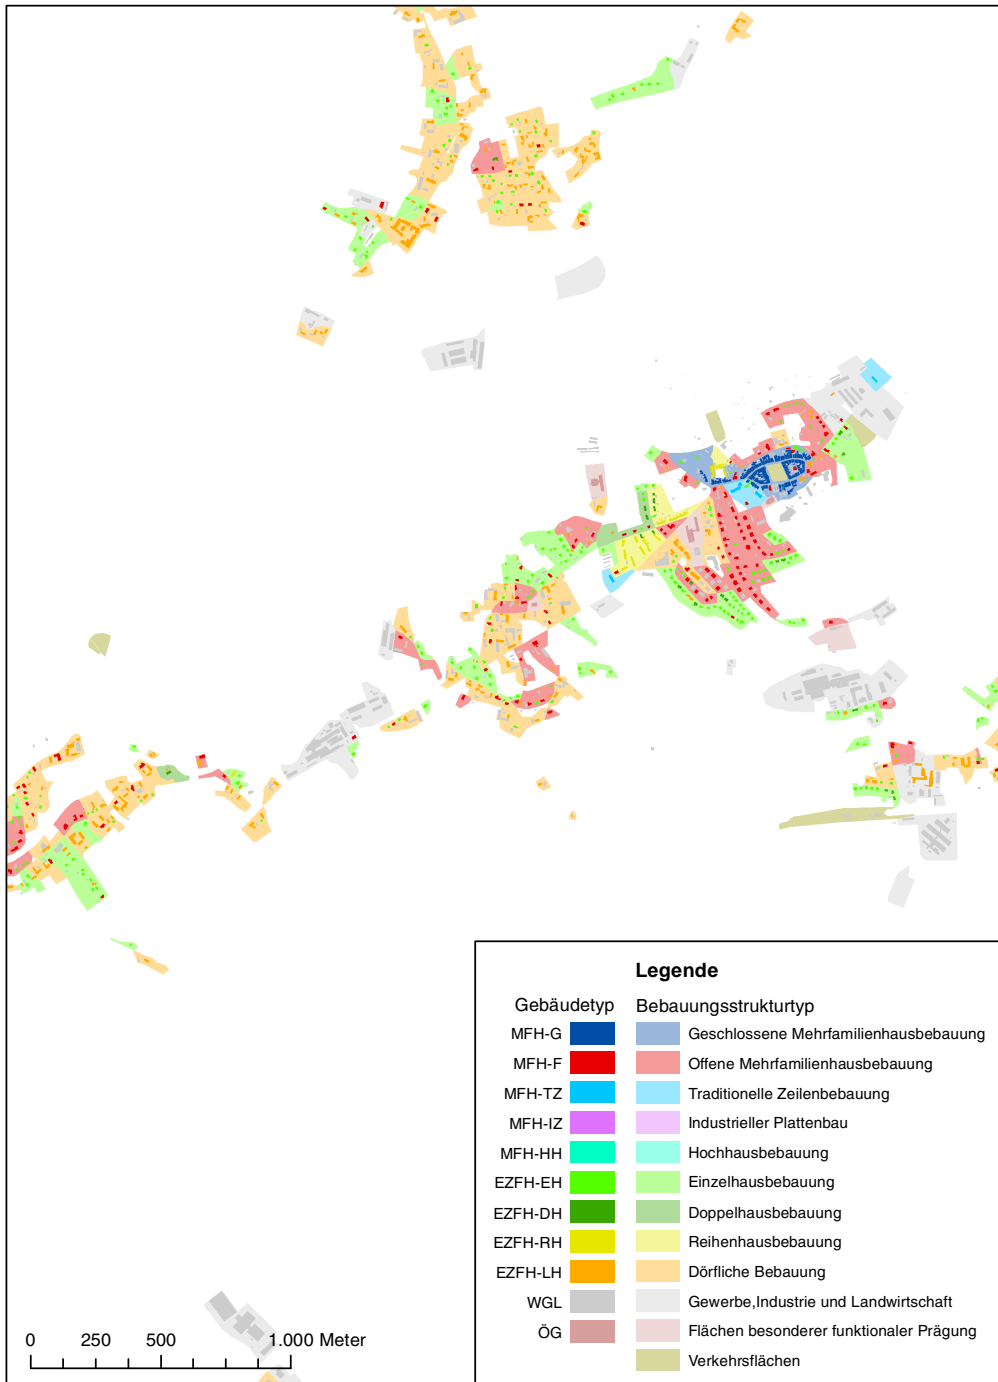 Legende
Gebäudetyp Bebauungsstrukturtyp
MFH-G Geschlossene Mehrfamilienhausbebauung
MFH-F Offene Mehrfamilienhausbebauung
MFH-TZ Traditionelle Zeilenbebauung
MFH-IZ Industrieller Plattenbau
MFH-HH Hochhausbebauung
EZFH-EH Einzelhausbebauung
EZFH-DH Doppelhausbebauung
EZFH-RH Reihenhausbebauung
EZFH-LH Dörfliche Bebauung
WGL Gewerbe,Industrie und Landwirtschaft
ÖG Flächen besonderer funktionaler Prägung
Verkehrsflächen
0 250 500 1.000 Meter